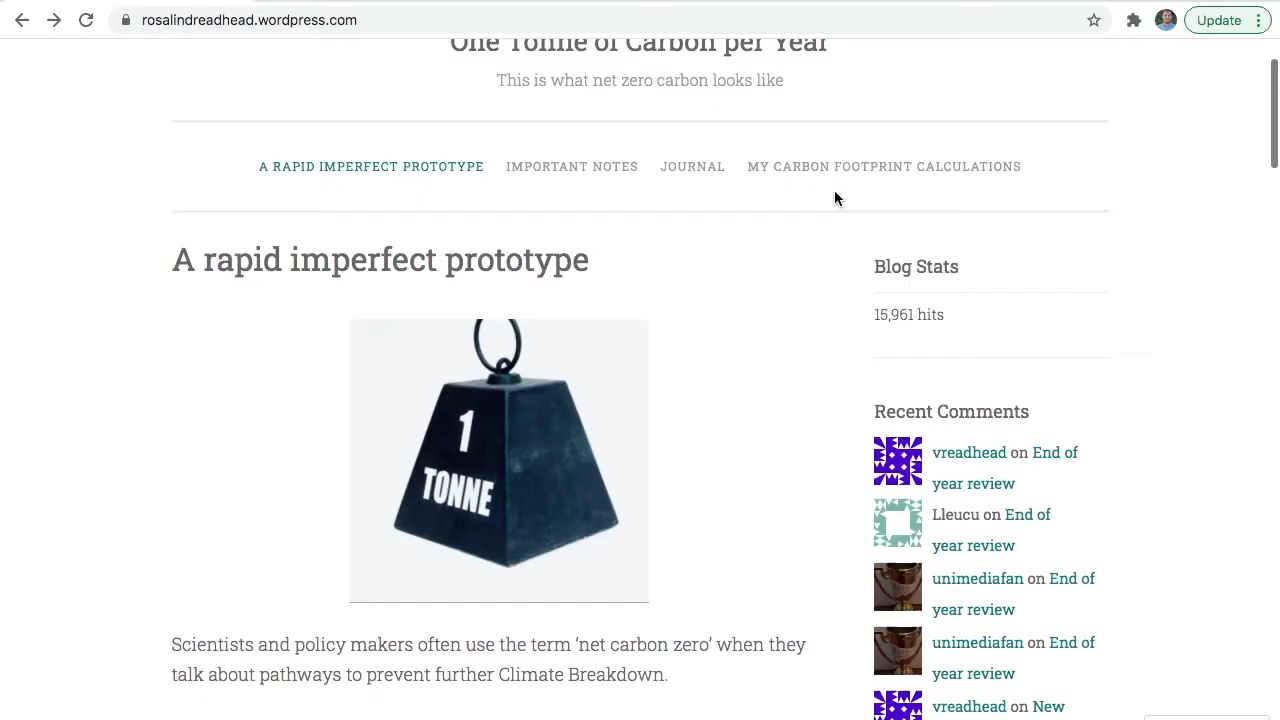 rosalindreadhead.wordpress.com
Update
One Tonne of Carbon per Year
This is what net zero carbon looks like
A RAPID IMPERFECT PROTOTYPE IMPORTANT NOTES JOURNAL MY CARBON FOOTPRINT CALCULATIONS
A rapid imperfect prototype
1
TONNE
Scientists and policy makers often use the term ‘net carbon zero’ when they
talk about pathways to prevent further Climate Breakdown.
Blog Stats
15,961 hits
Recent Comments
vreadhead on End of
year review
Lleucu on End of
year review
unimediafan on End of
year review
unimediafan on End of
year review
vreadhead on New